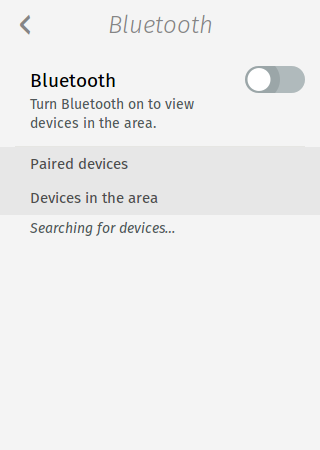 Bluetooth
Bluetooth
Turn Bluetooth on to view
devices in the area.
Paired devices
Devices in the area
Searching for devices...